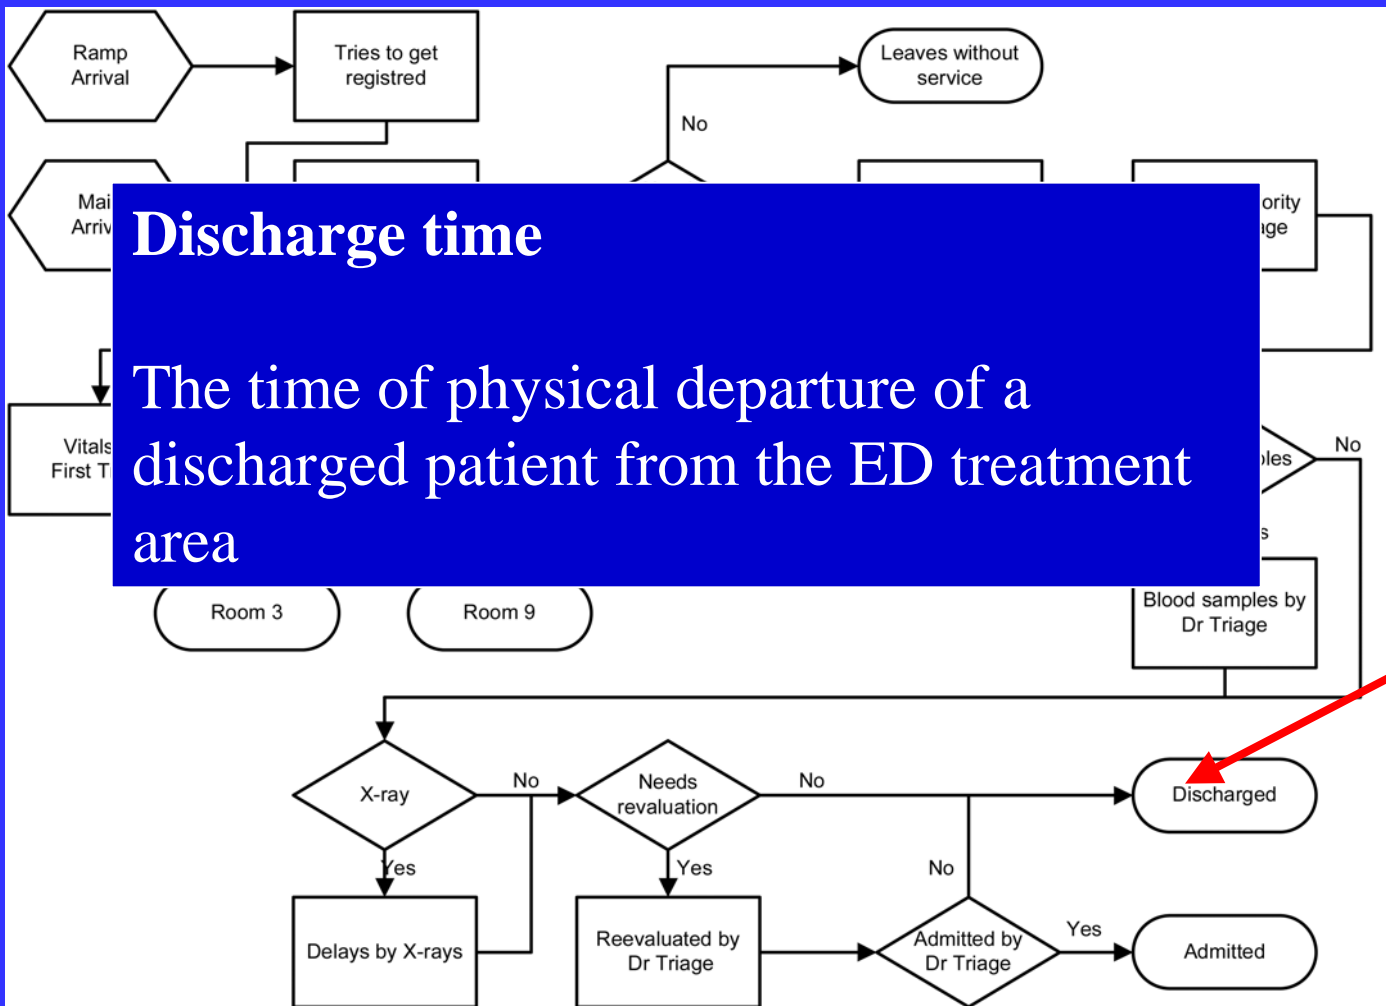 Ramp
Arrival
Tries to get
registred
Leaves without
service
No
Discharge time
The time of physical departure of a
discharged patient from the ED treatment
area
No
Room 3
Room 9
Blood samples by
Dr Triage
X-ray
No
Needs
revaluation
No
Discharged
Yes
Yes
No
Delays by X-rays
Reevaluated by
Dr Triage
Admitted by
Dr Triage
Yes
Admitted
Vitals
First